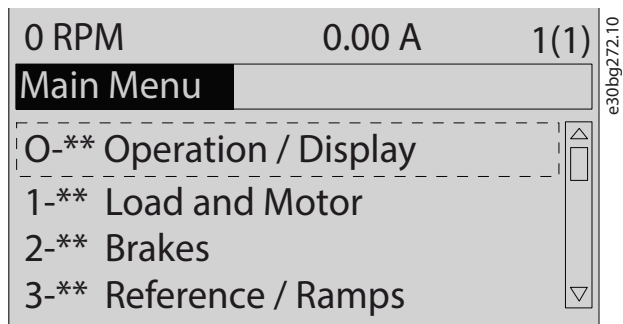 0 RPM 0.00 A 1(1)
Main Menu
O-** Operation / Display
1-** Load and Motor
2-** Brakes
3-** Reference / Ramps
e30bg272.10